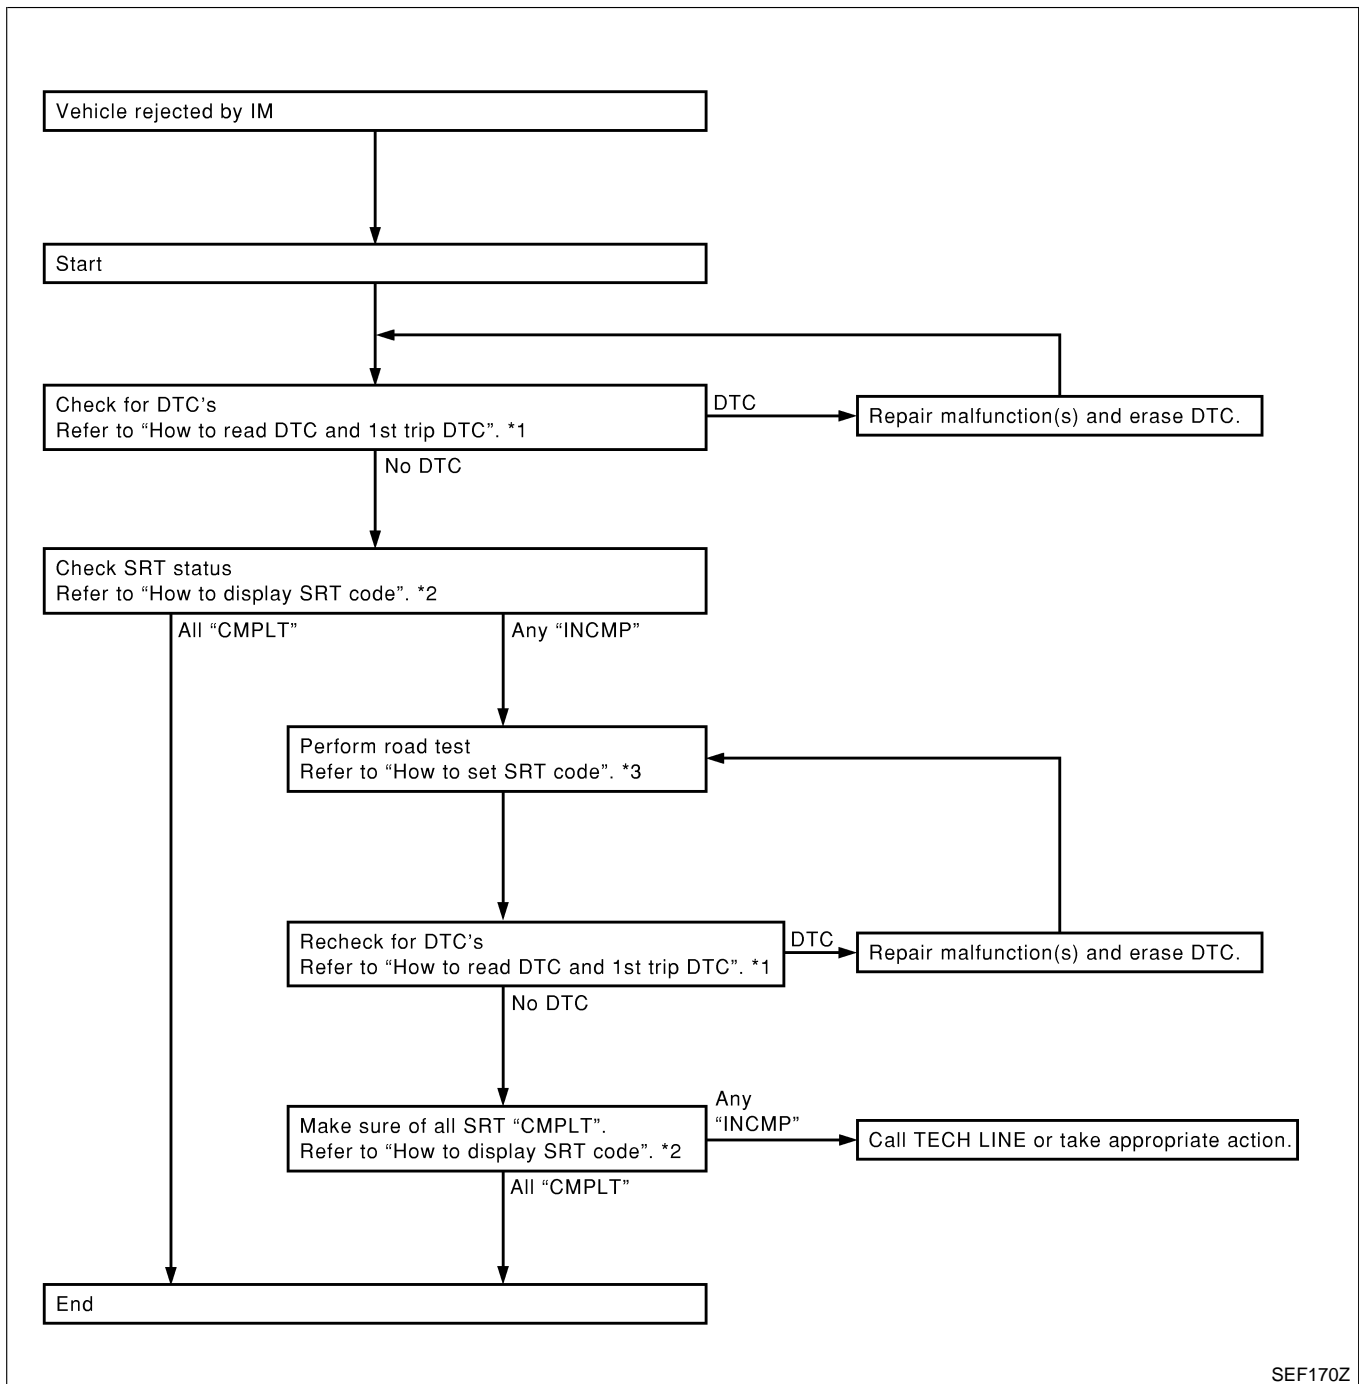 Vehicle rejected by IM
Start
Check for DTC's
Refer to “How to read DTC and 1st trip DTC”. *1
DTC
Repair malfunction(s) and erase DTC.
No DTC
Check SRT status
Refer to “How to display SRT code”. *2
All “CMPLT”
Any “INCMP”
Perform road test
Refer to “How to set SRT code”. *3
Recheck for DTC's
Refer to “How to read DTC and 1st trip DTC”. *1
DTC
Repair malfunction(s) and erase DTC.
No DTC
Make sure of all SRT “CMPLT”.
Refer to “How to display SRT code”. *2
Any
“INCMP”
Call TECH LINE or take appropriate action.
All “CMPLT”
End
SEF170Z